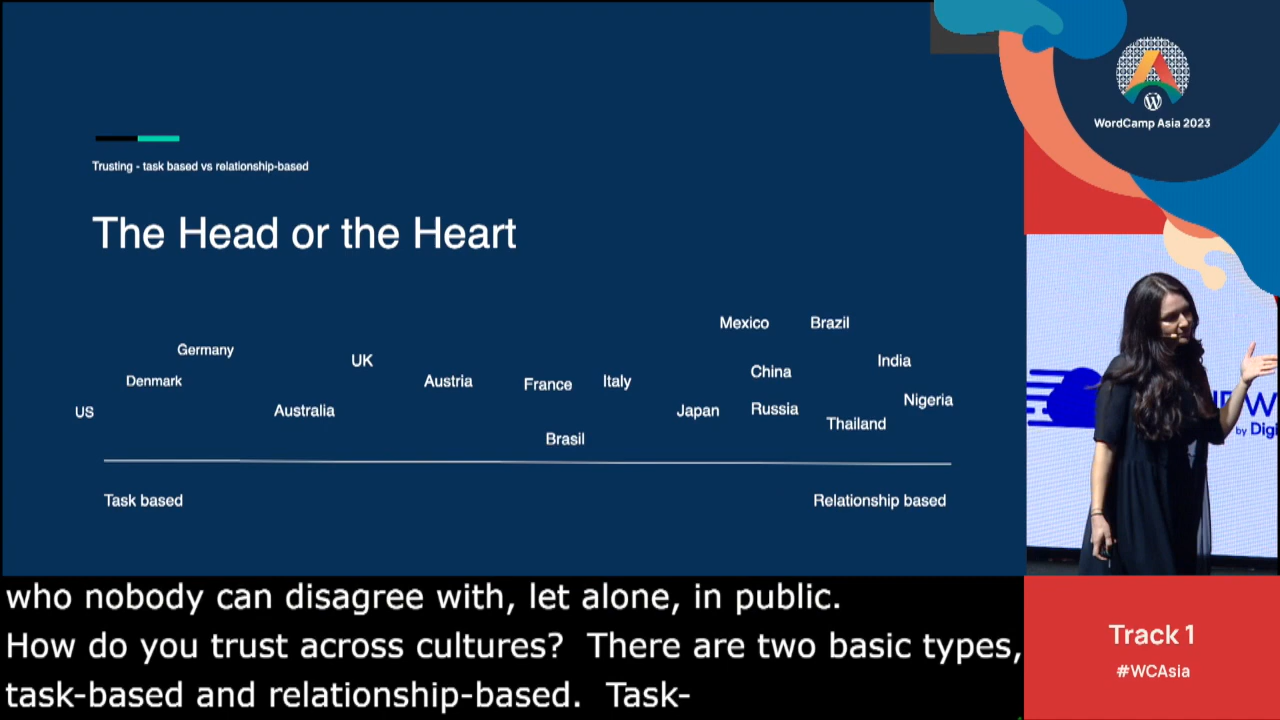 WordCamp Asia 2023
Trusting - task based vs relationship-based
The Head or the Heart
Mexico
Brazil
Germany
UK
India
China
Denmark
Austria
France
Italy
Nigeria
US
Australia
Japan
Russia
Thailand
Brasil
Task based
Relationship based
by Digi
who nobody can disagree with, let alone, in public.
How do you trust across cultures?  There are two basic types,
task-based and relationship-based.  Task-
Track 1
#WCAsia